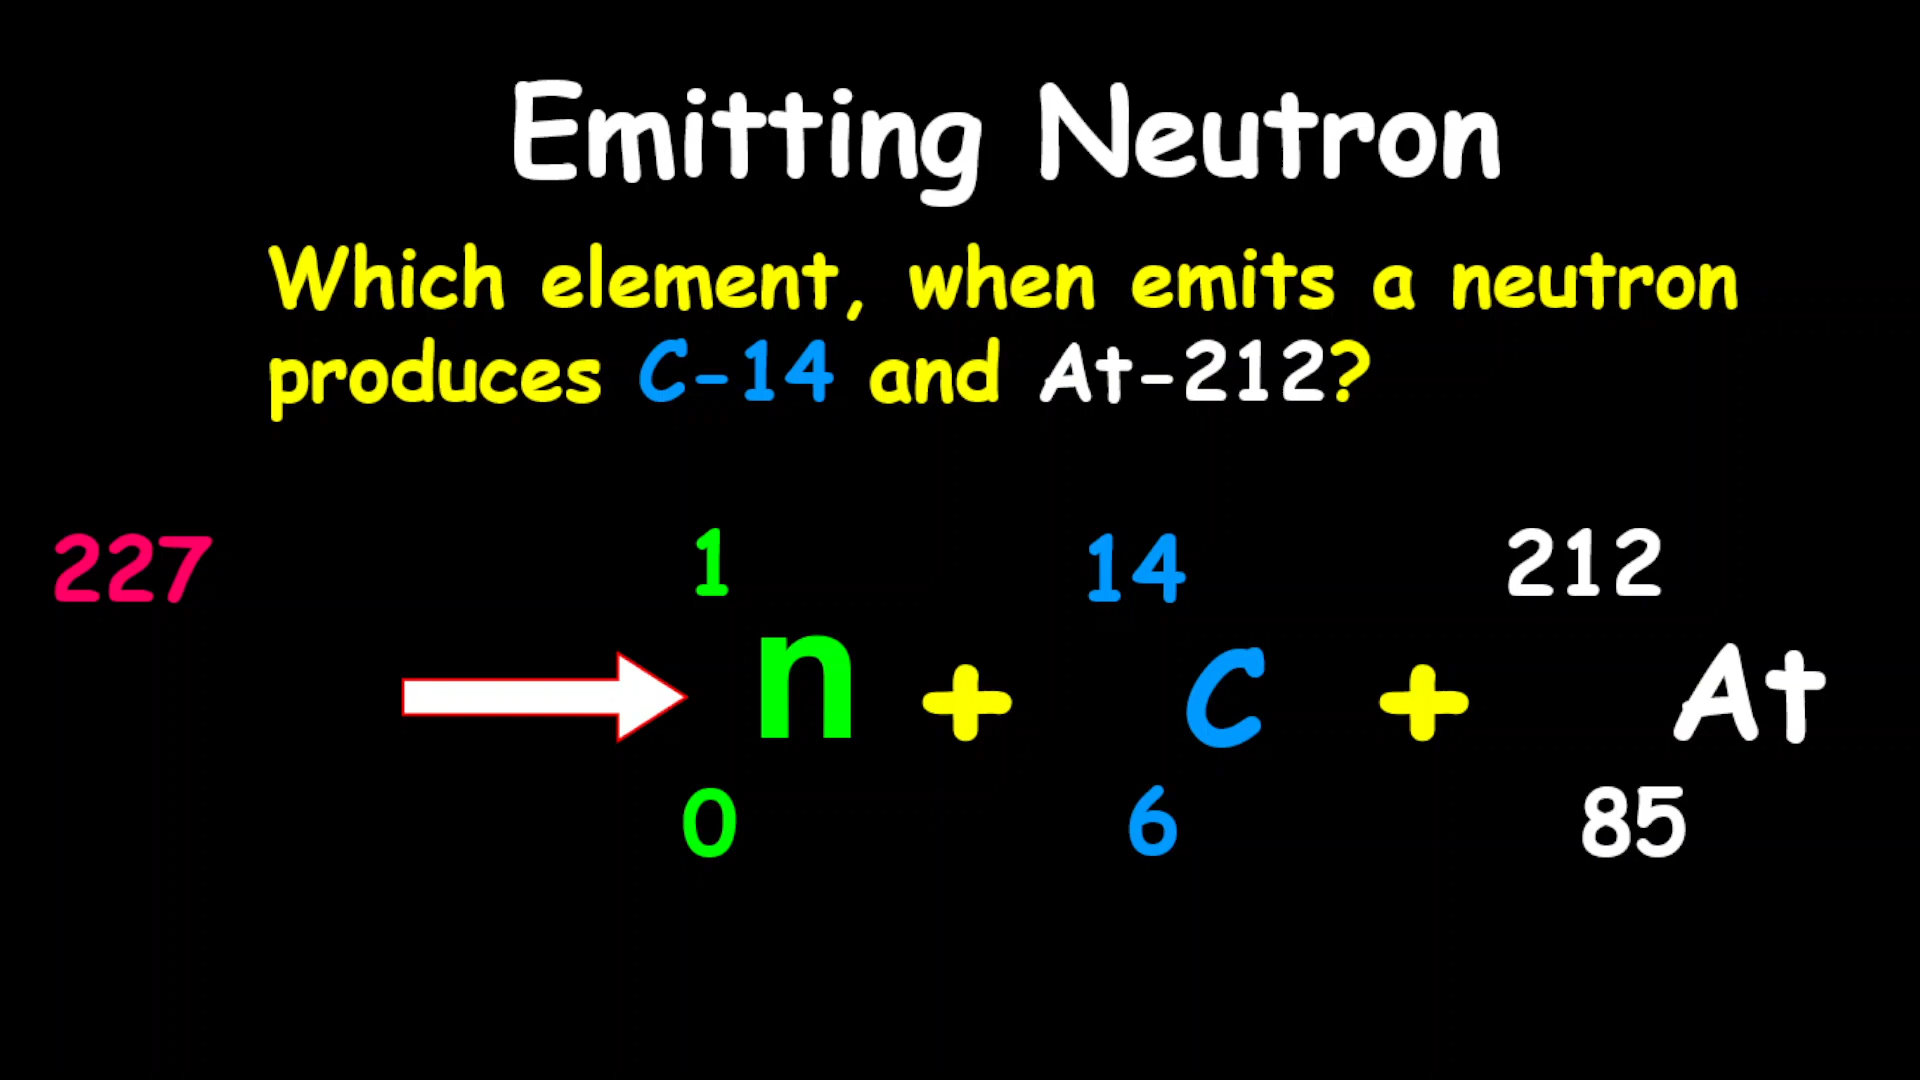 Emitting Neutron
Which element, when emits a neutron
produces C-14 and At-212?
227 1 14 212
n + C + At
0 6 85